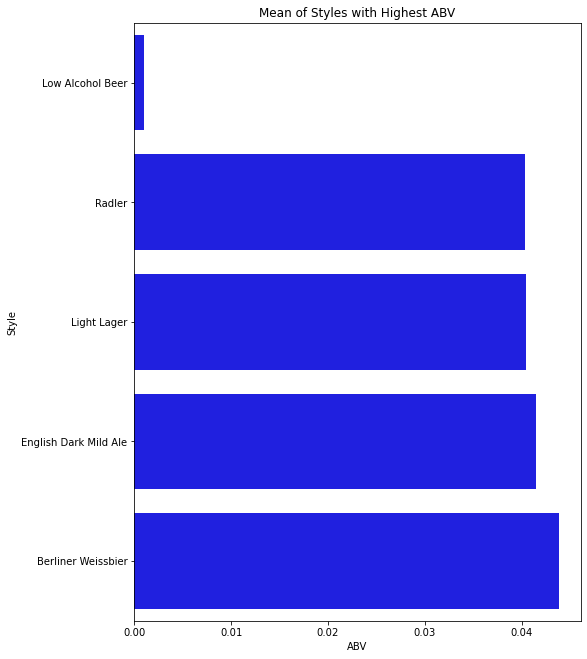 Mean of Styles with Highest ABV
Low Alcohol Beer
Radler
Light Lager
English Dark Mild Ale
Berliner Weissbier
Style
0.00 0.01 0.02 0.03 0.04
ABV